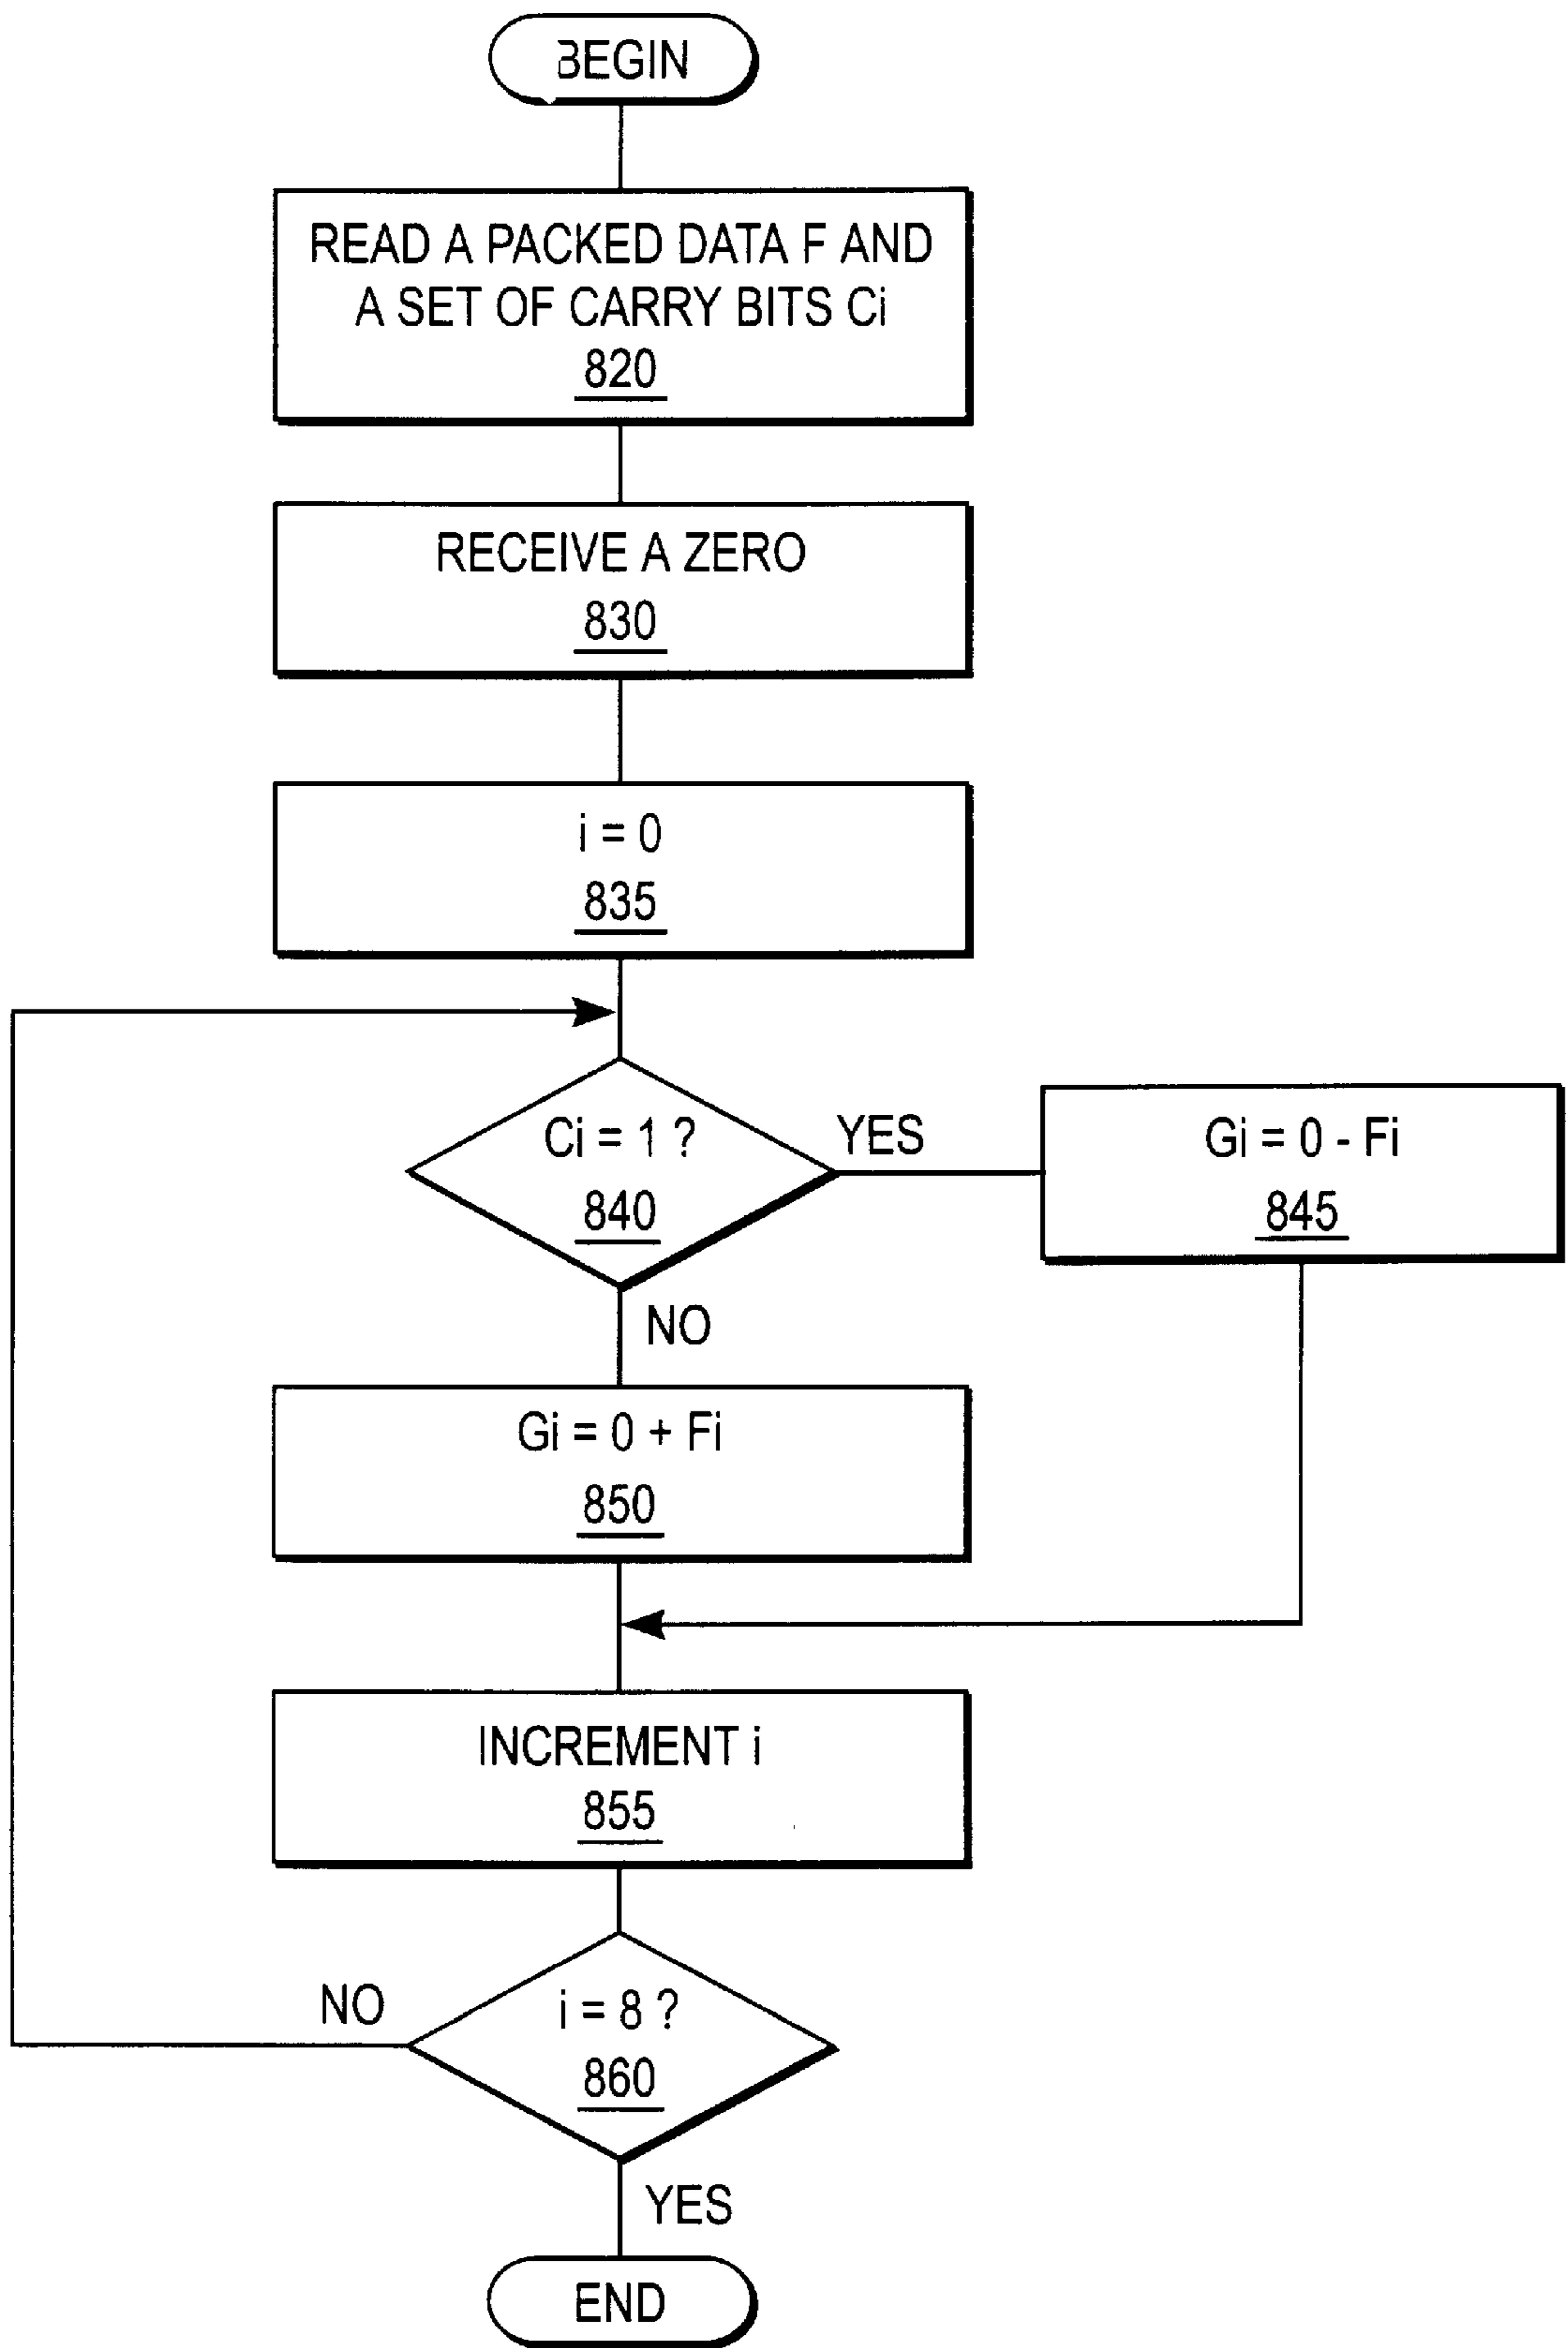 BEGIN
READ A PACKED DATA F AND
A SET OF CARRY BITS Ci
820
RECEIVE A ZERO
830
i = 0
835
Ci = 1 ?
840
YES
Gi = 0 - Fi
845
NO
Gi = 0 + Fi
850
INCREMENT i
855
NO
i = 8 ?
860
YES
END